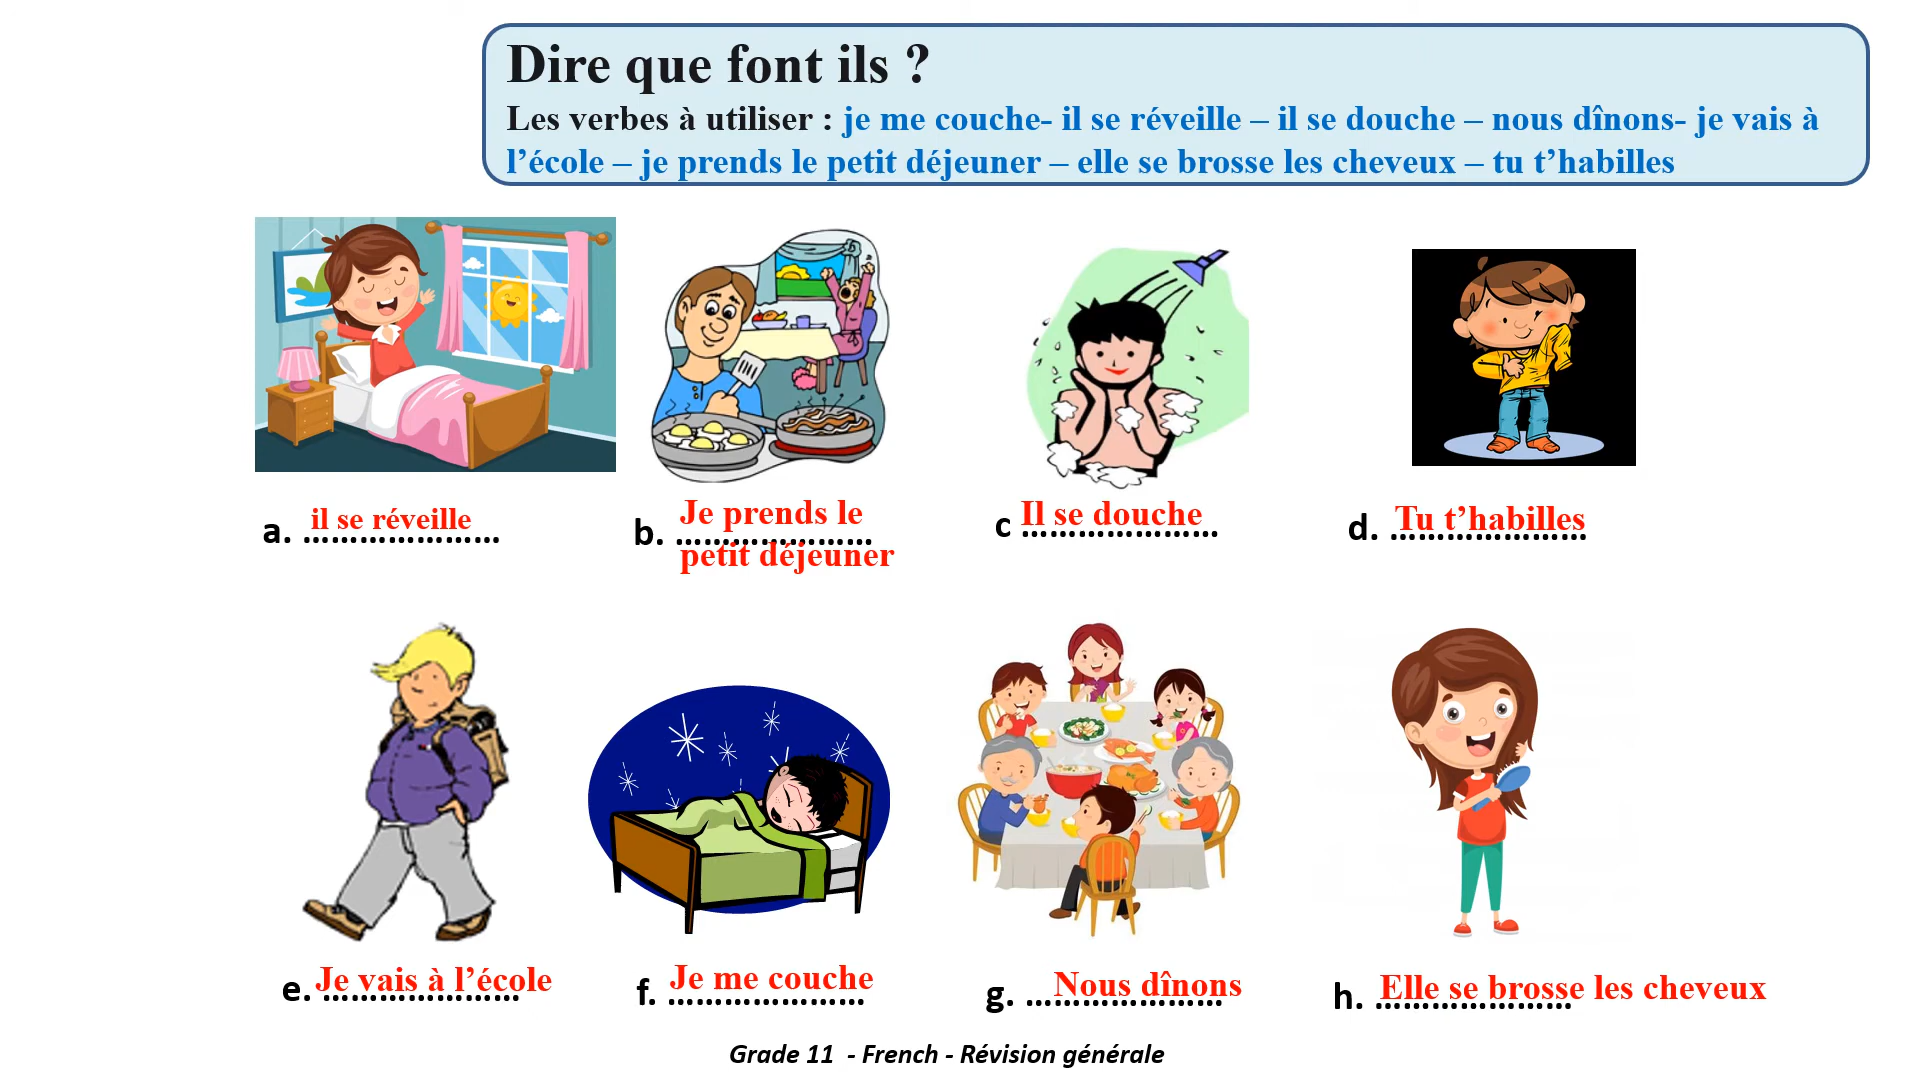 Dire que font ils ?
Les verbes à utiliser : je me couche- il se réveille – il se douche – nous dînons- je vais à
l’école – je prends le petit déjeuner – elle se brosse les cheveux – tu t’habilles
a. ..................... il se réveille
b. ..................... Je prends le
petit déjeuner
c ..................... Il se douche
d. ..................... Tu t’habilles
e. ..................... Je vais à l’école
f. ..................... Je me couche
g. ..................... Nous dînons
h. ..................... Elle se brosse les cheveux
Grade 11 - French - Révision générale